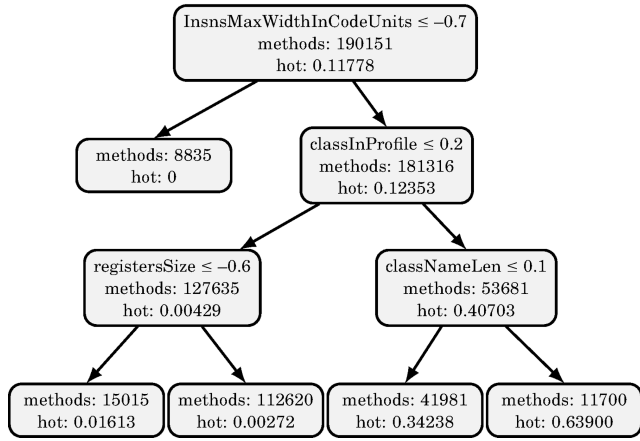 InsnsMaxWidthInCodeUnits ≤ –0.7
methods: 190151
hot: 0.11778
methods: 8835
hot: 0
classInProfile ≤ 0.2
methods: 181316
hot: 0.12353
registersSize ≤ –0.6
methods: 127635
hot: 0.00429
classNameLen ≤ 0.1
methods: 53681
hot: 0.40703
methods: 15015
hot: 0.01613
methods: 112620
hot: 0.00272
methods: 41981
hot: 0.34238
methods: 11700
hot: 0.63900